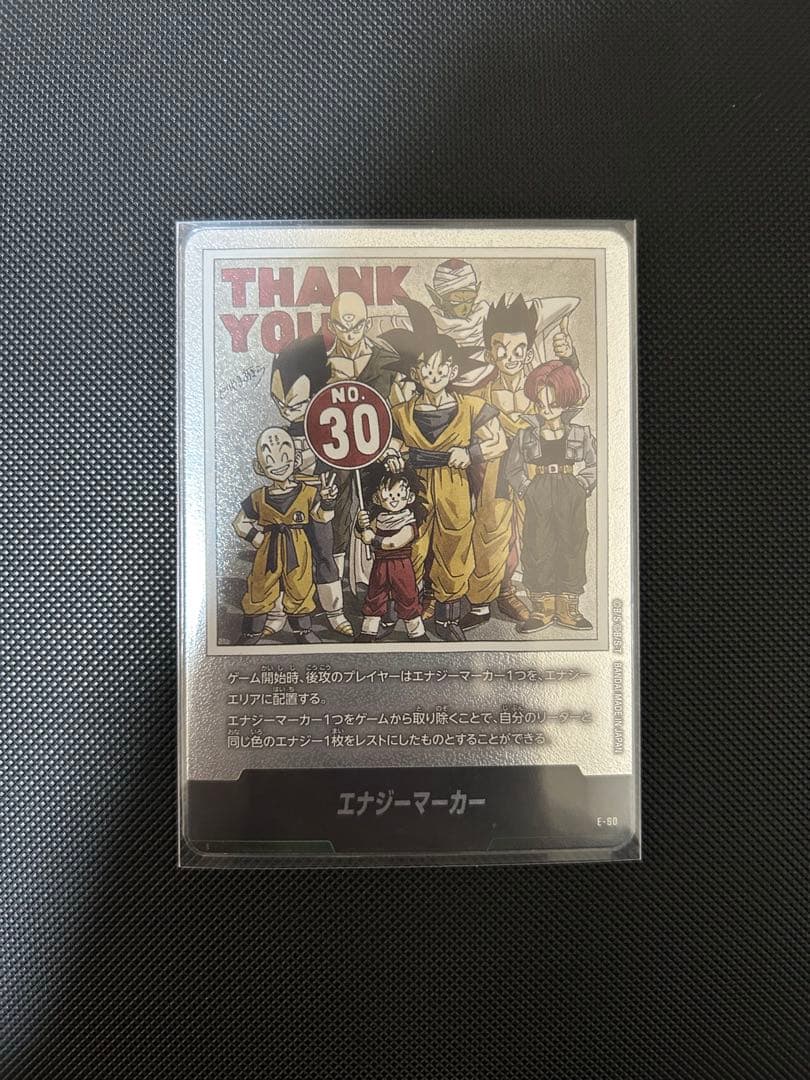 THANK
YOU
NO.
30
ゲーム開始時、後攻のプレイヤーはエナジーマーカー1つを、エナジー
エリアに配置する。
エナジーマーカー1つをゲームから取り除くことで、自分のリーダーと
同じ色のエナジー1枚をレストにしたものとすることができる
エナジーマーカー
E-60
BANDAI MADE IN JAPAN